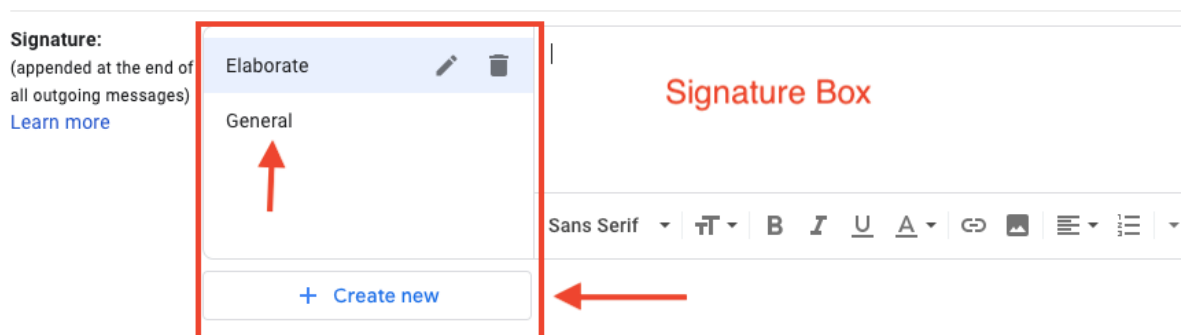 Signature:
(appended at the end of
all outgoing messages)
Learn more
Elaborate
General
+ Create new
Signature Box
Sans Serif